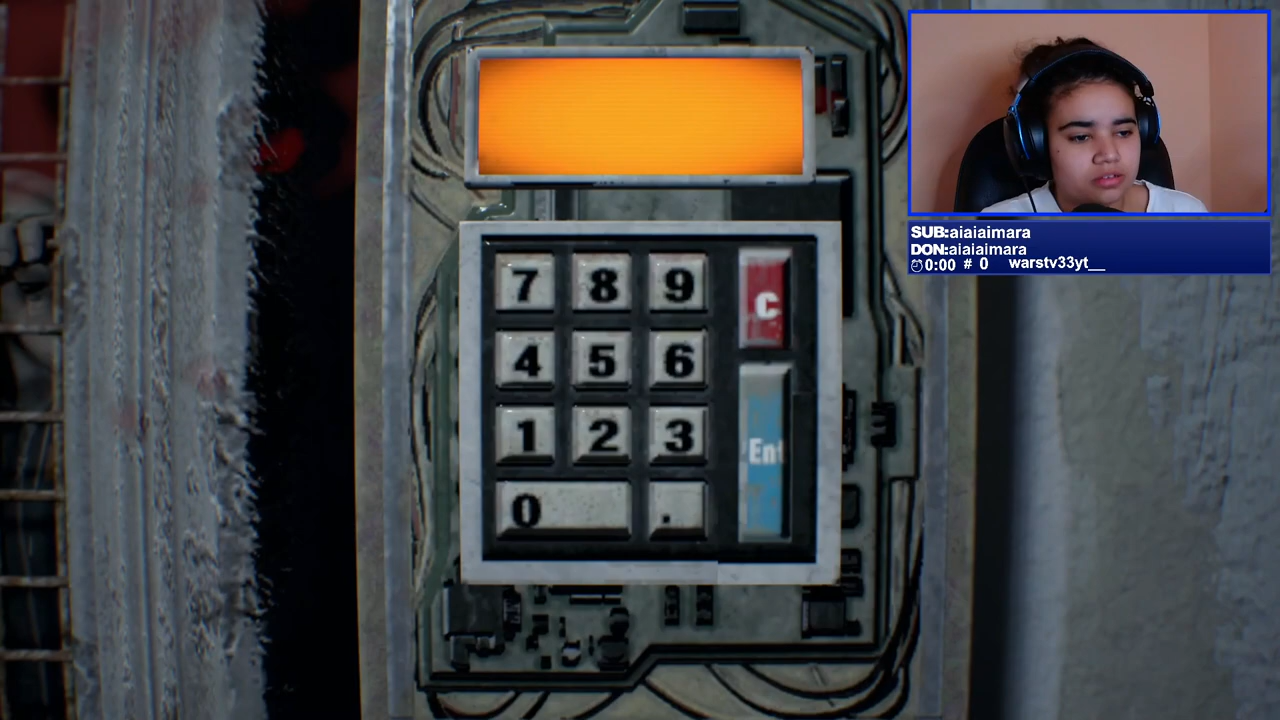 SUB:aiaiaimara
DON:aiaiaimara
0:00 # 0 warstv33yt__
7 8 9 C
4 5 6
1 2 3 Ent
0 .